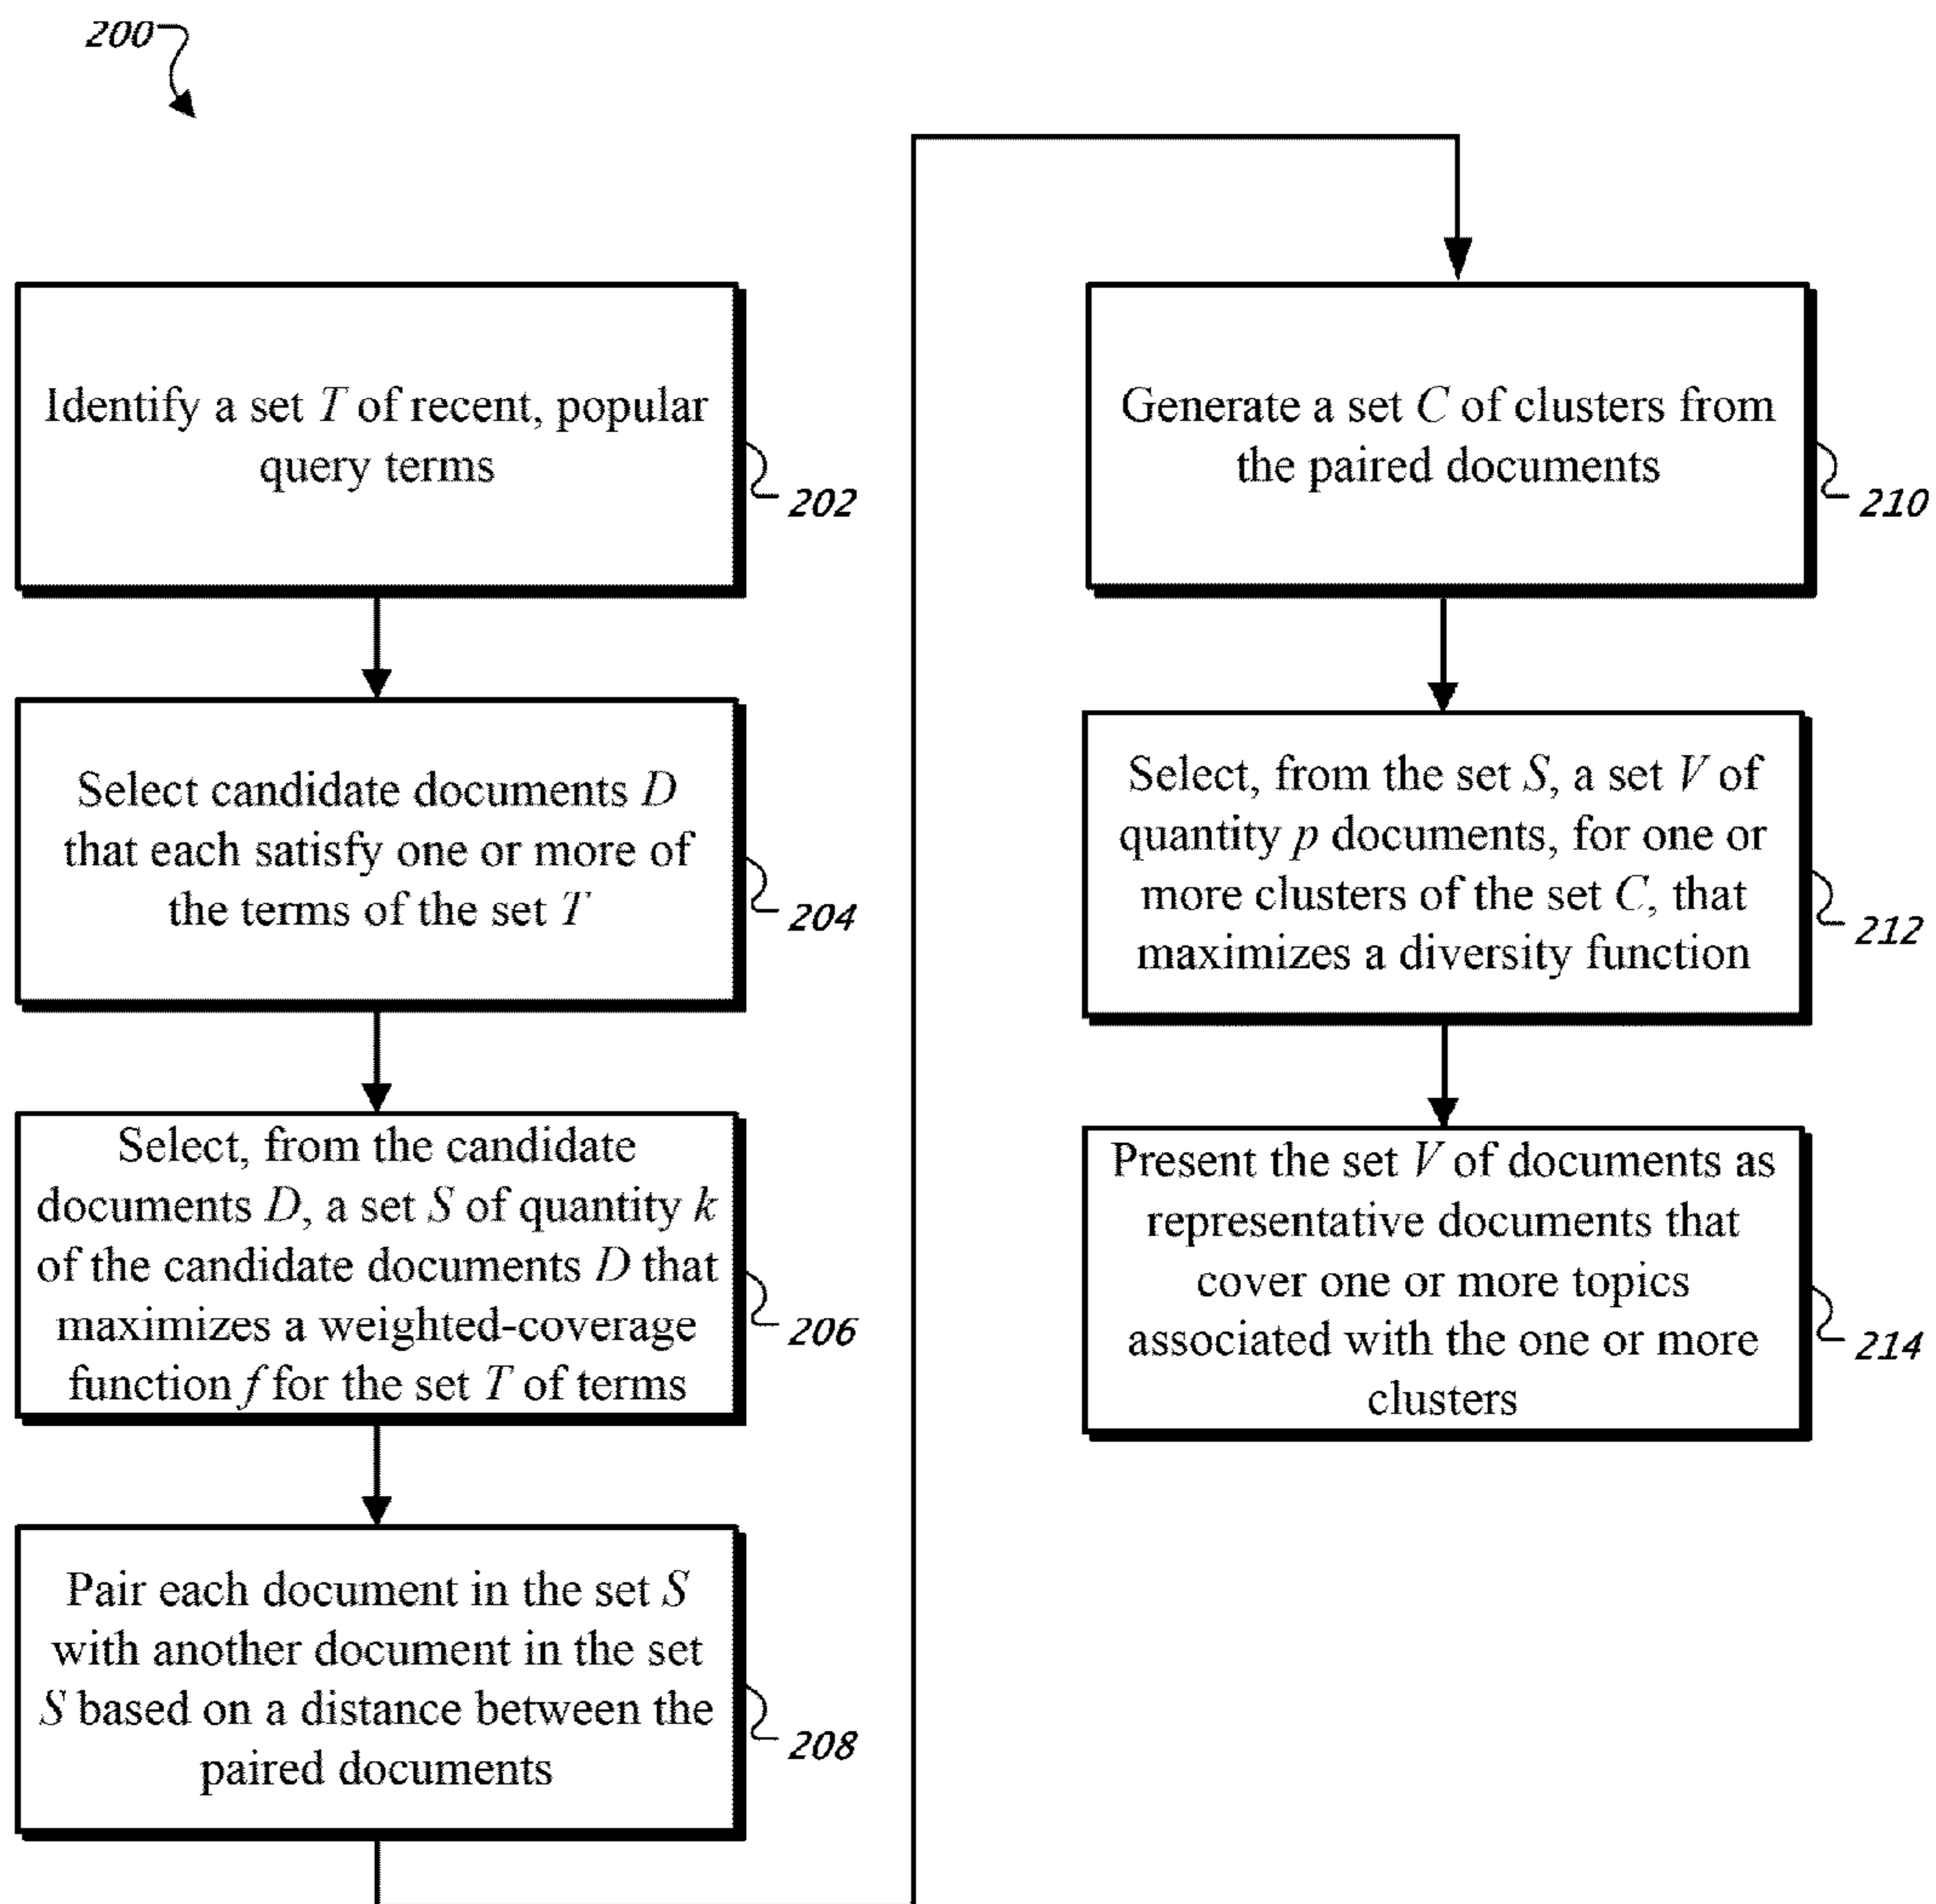 200
Identify a set T of recent, popular
query terms
202
Select candidate documents D
that each satisfy one or more of
the terms of the set T
204
Select, from the candidate
documents D, a set S of quantity k
of the candidate documents D that
maximizes a weighted-coverage
function f for the set T of terms
206
Pair each document in the set S
with another document in the set
S based on a distance between the
paired documents
208
Generate a set C of clusters from
the paired documents
210
Select, from the set S, a set V of
quantity p documents, for one or
more clusters of the set C, that
maximizes a diversity function
212
Present the set V of documents as
representative documents that
cover one or more topics
associated with the one or more
clusters
214